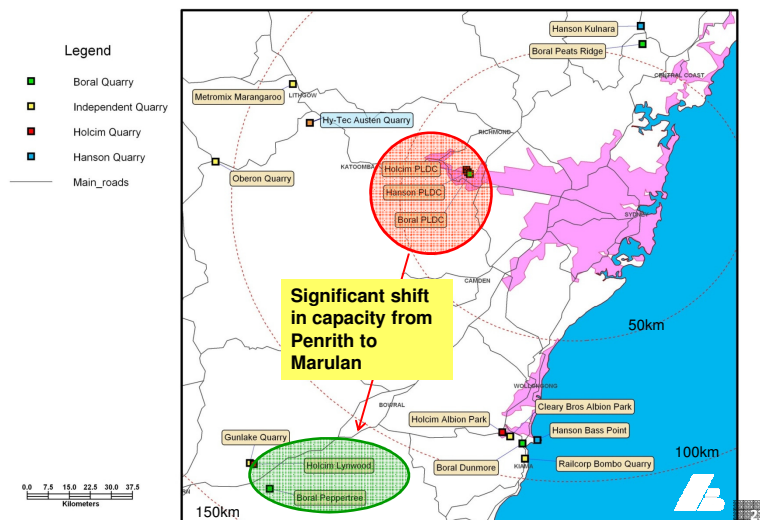 Legend
Boral Quarry
Independent Quarry
Holcim Quarry
Hanson Quarry
Main_roads
Hanson Kulnara
Boral Peats Ridge
CENTRAL COAST
Metromix Marangaroo
LITHGOW
Hy-Tec Austen Quarry
RICHMOND
Oberon Quarry
KATOOMBA
Holcim PLDC
Hanson PLDC
Boral PLDC
SYDNEY
CAMDEN
Significant shift
in capacity from
Penrith to
Marulan
50km
WOLLONGONG
BOWRAL
Cleary Bros Albion Park
Holcim Albion Park
Hanson Bass Point
Gunlake Quarry
Holcim Lynwood
Boral Dunmore
KIAMA
Railcorp Bombo Quarry
100km
Boral Peppertree
0.0 7.5 15.0 22.5 30.0 37.5
Kilometers
150km